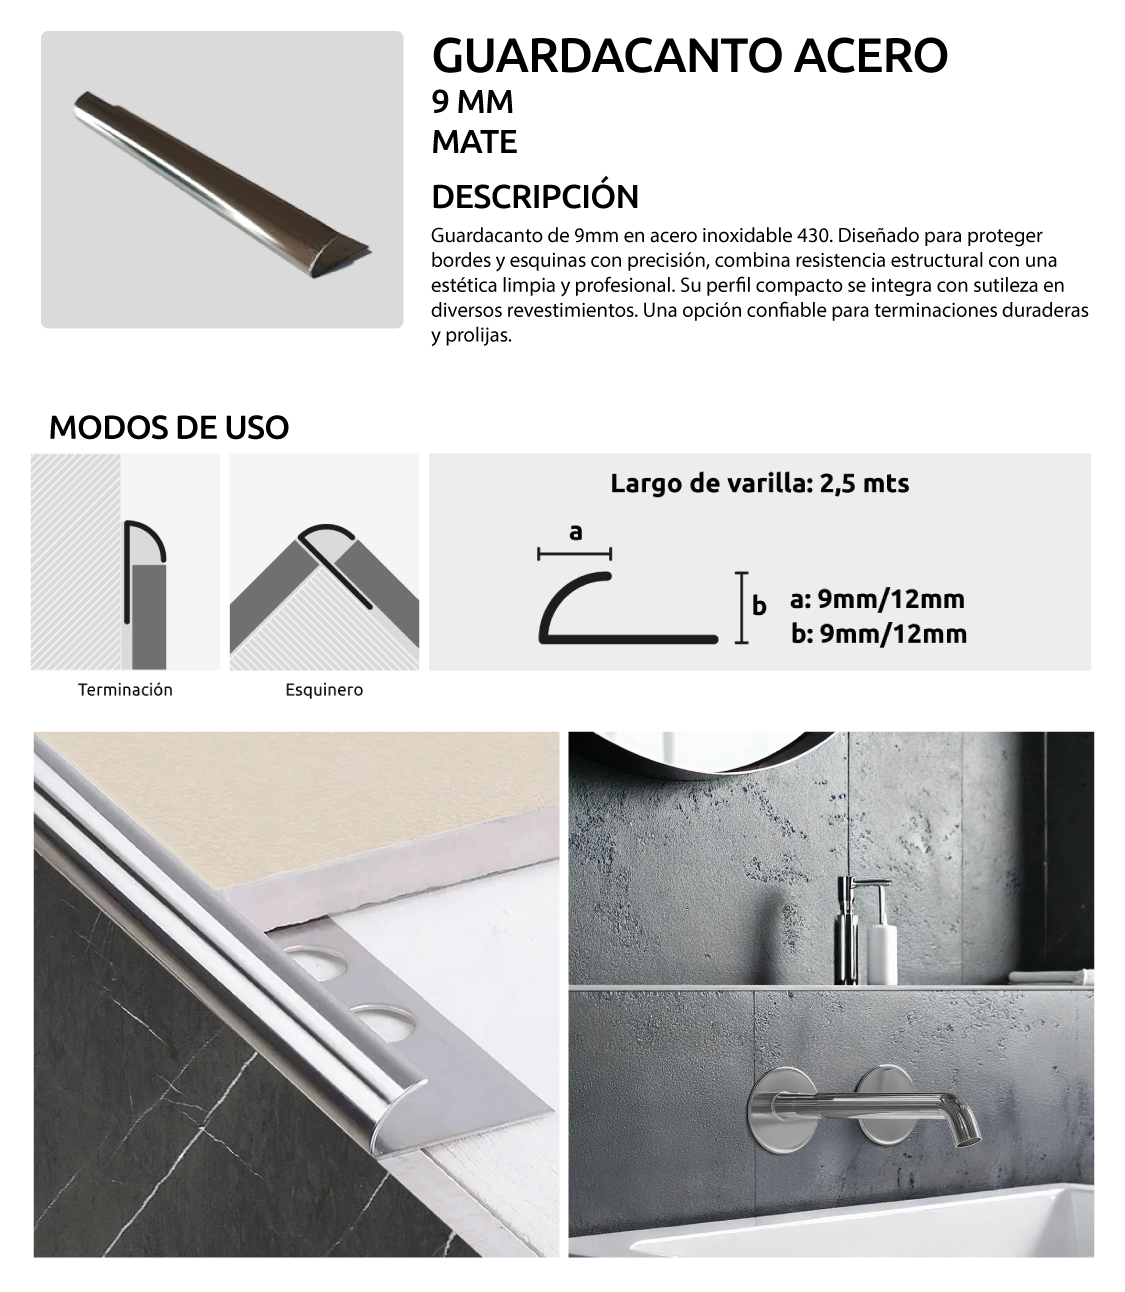 GUARDACANTO ACERO
9 MM
MATE
DESCRIPCIÓN
Guardacanto de 9mm en acero inoxidable 430. Diseñado para proteger
bordes y esquinas con precisión, combina resistencia estructural con una
estética limpia y profesional. Su perfil compacto se integra con sutileza en
diversos revestimientos. Una opción confiable para terminaciones duraderas
y prolijas.
MODOS DE USO
Largo de varilla: 2,5 mts
a
b
a: 9mm/12mm
b: 9mm/12mm
Terminación
Esquinero